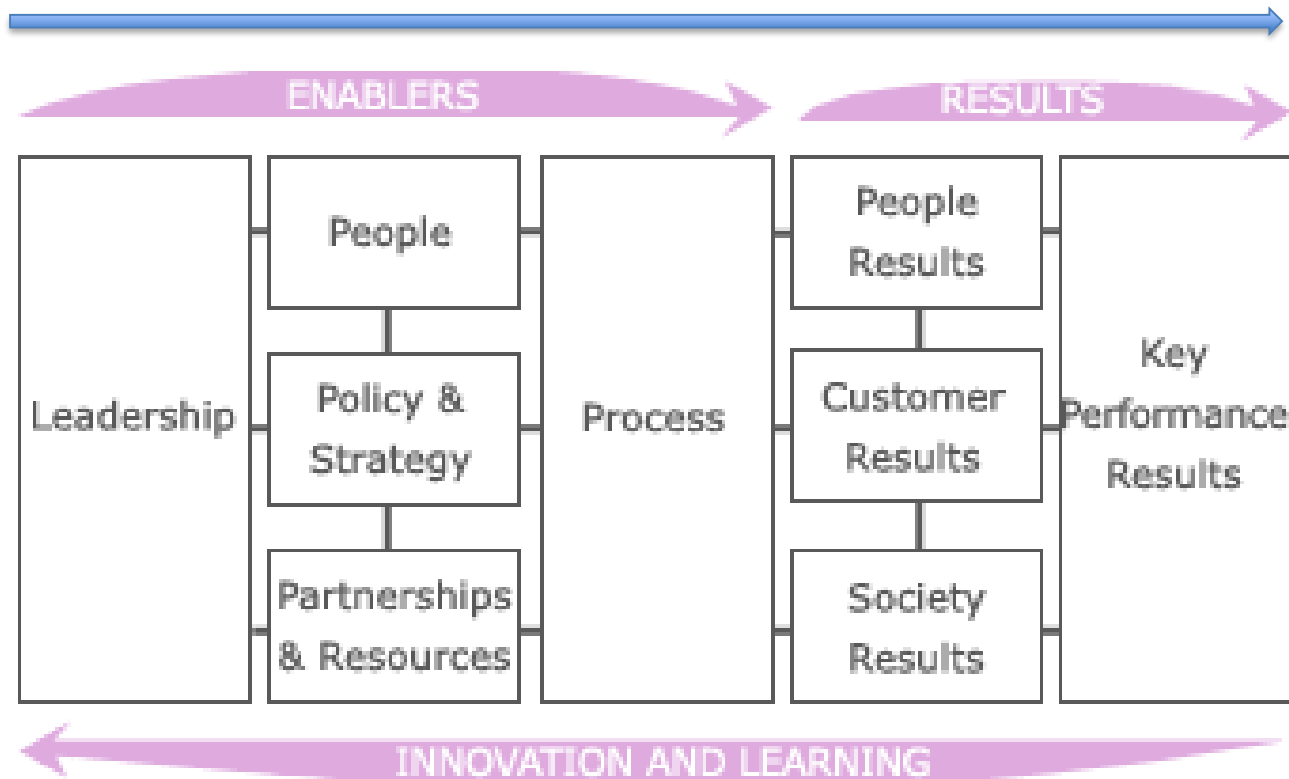 ENABLERS
RESULTS
Leadership
People
Policy &
Strategy
Partnerships
& Resources
Process
People
Results
Customer
Results
Society
Results
Key
Performance
Results
INNOVATION AND LEARNING